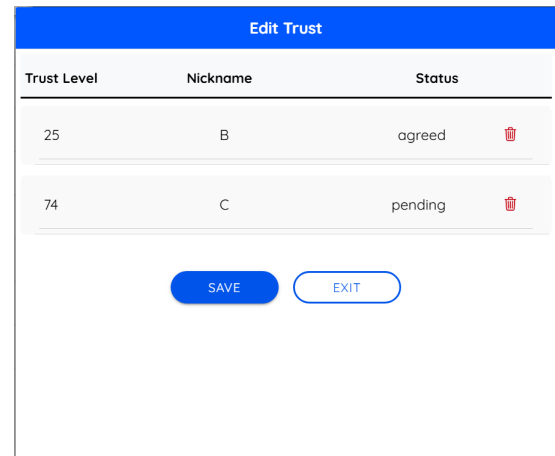 Edit Trust
Trust Level Nickname Status
25 B agreed
74 C pending
SAVE EXIT